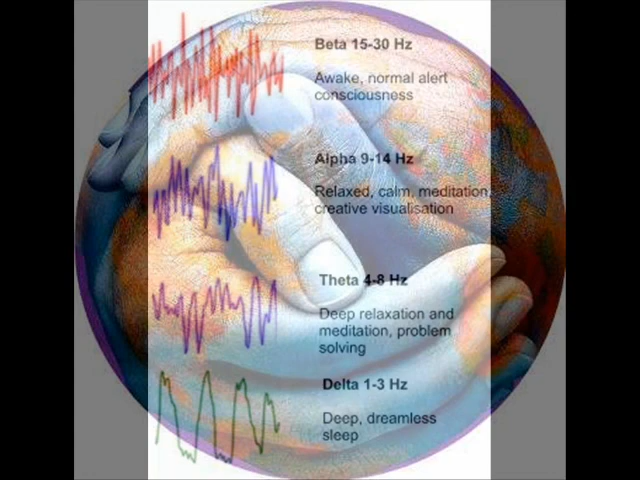 Beta 15-30 Hz
Awake, normal alert
consciousness
Alpha 9-14 Hz
Relaxed, calm, meditation,
creative visualisation
Theta 4-8 Hz
Deep relaxation and
meditation, problem
solving
Delta 1-3 Hz
Deep, dreamless
sleep